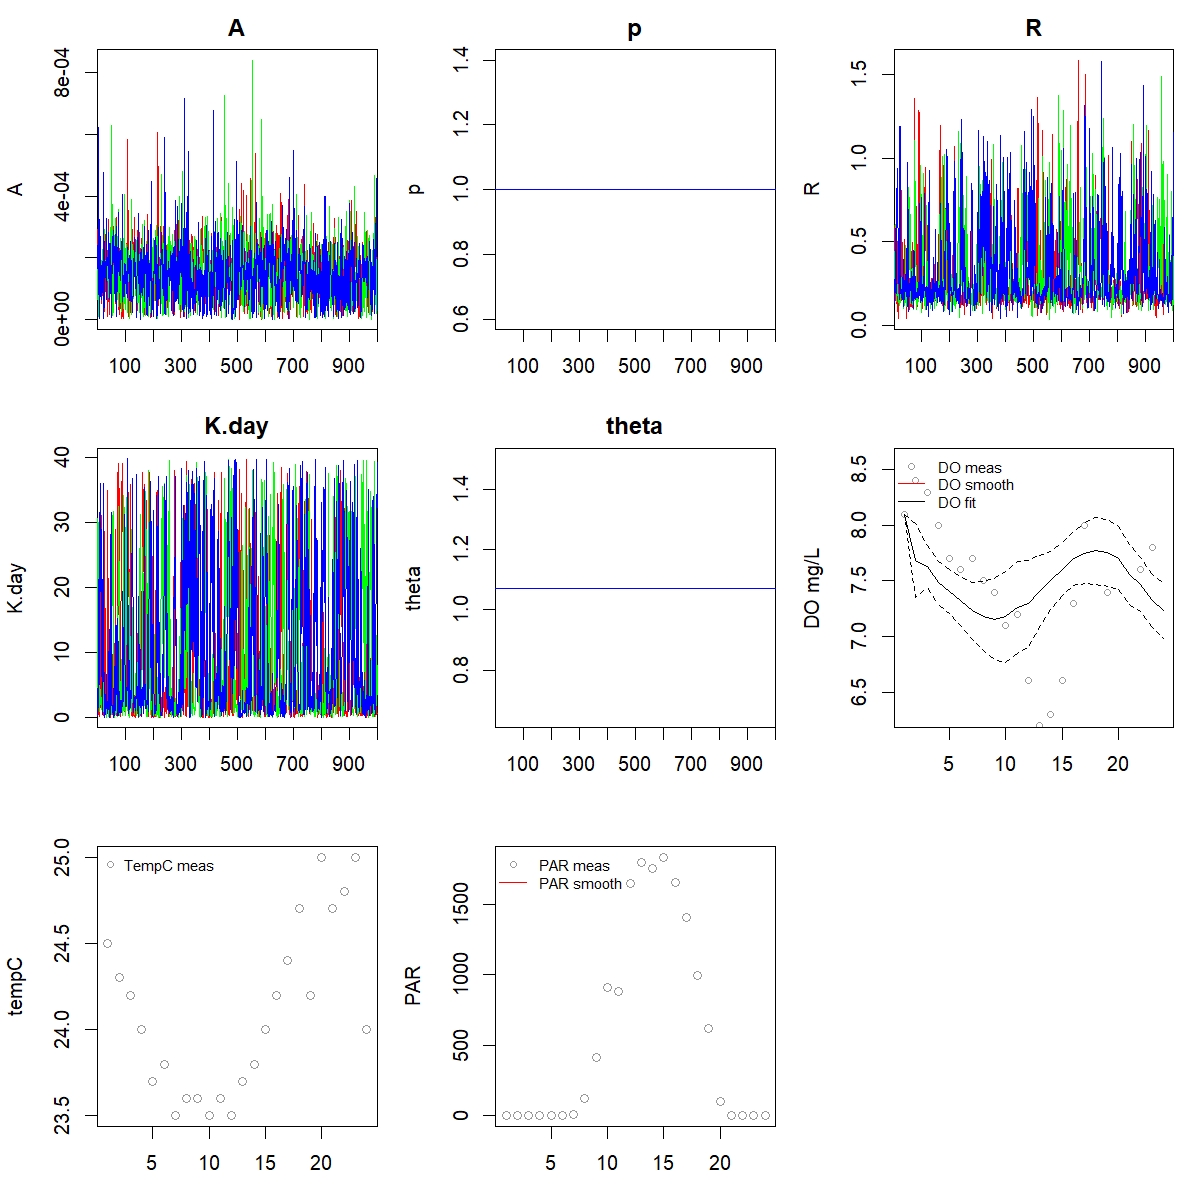 A
A
0e+00 4e-04 8e-04
100 300 500 700 900
p
p
0.6 0.8 1.0 1.2 1.4
100 300 500 700 900
R
R
0.0 0.5 1.0 1.5
100 300 500 700 900
K.day
K.day
0 10 20 30 40
100 300 500 700 900
theta
theta
0.8 1.0 1.2 1.4
100 300 500 700 900
DO mg/L
6.5 7.0 7.5 8.0 8.5
DO meas
DO smooth
DO fit
5 10 15 20
tempC
23.5 24.0 24.5 25.0
TempC meas
5 10 15 20
PAR
0 500 1000 1500
PAR meas
PAR smooth
5 10 15 20